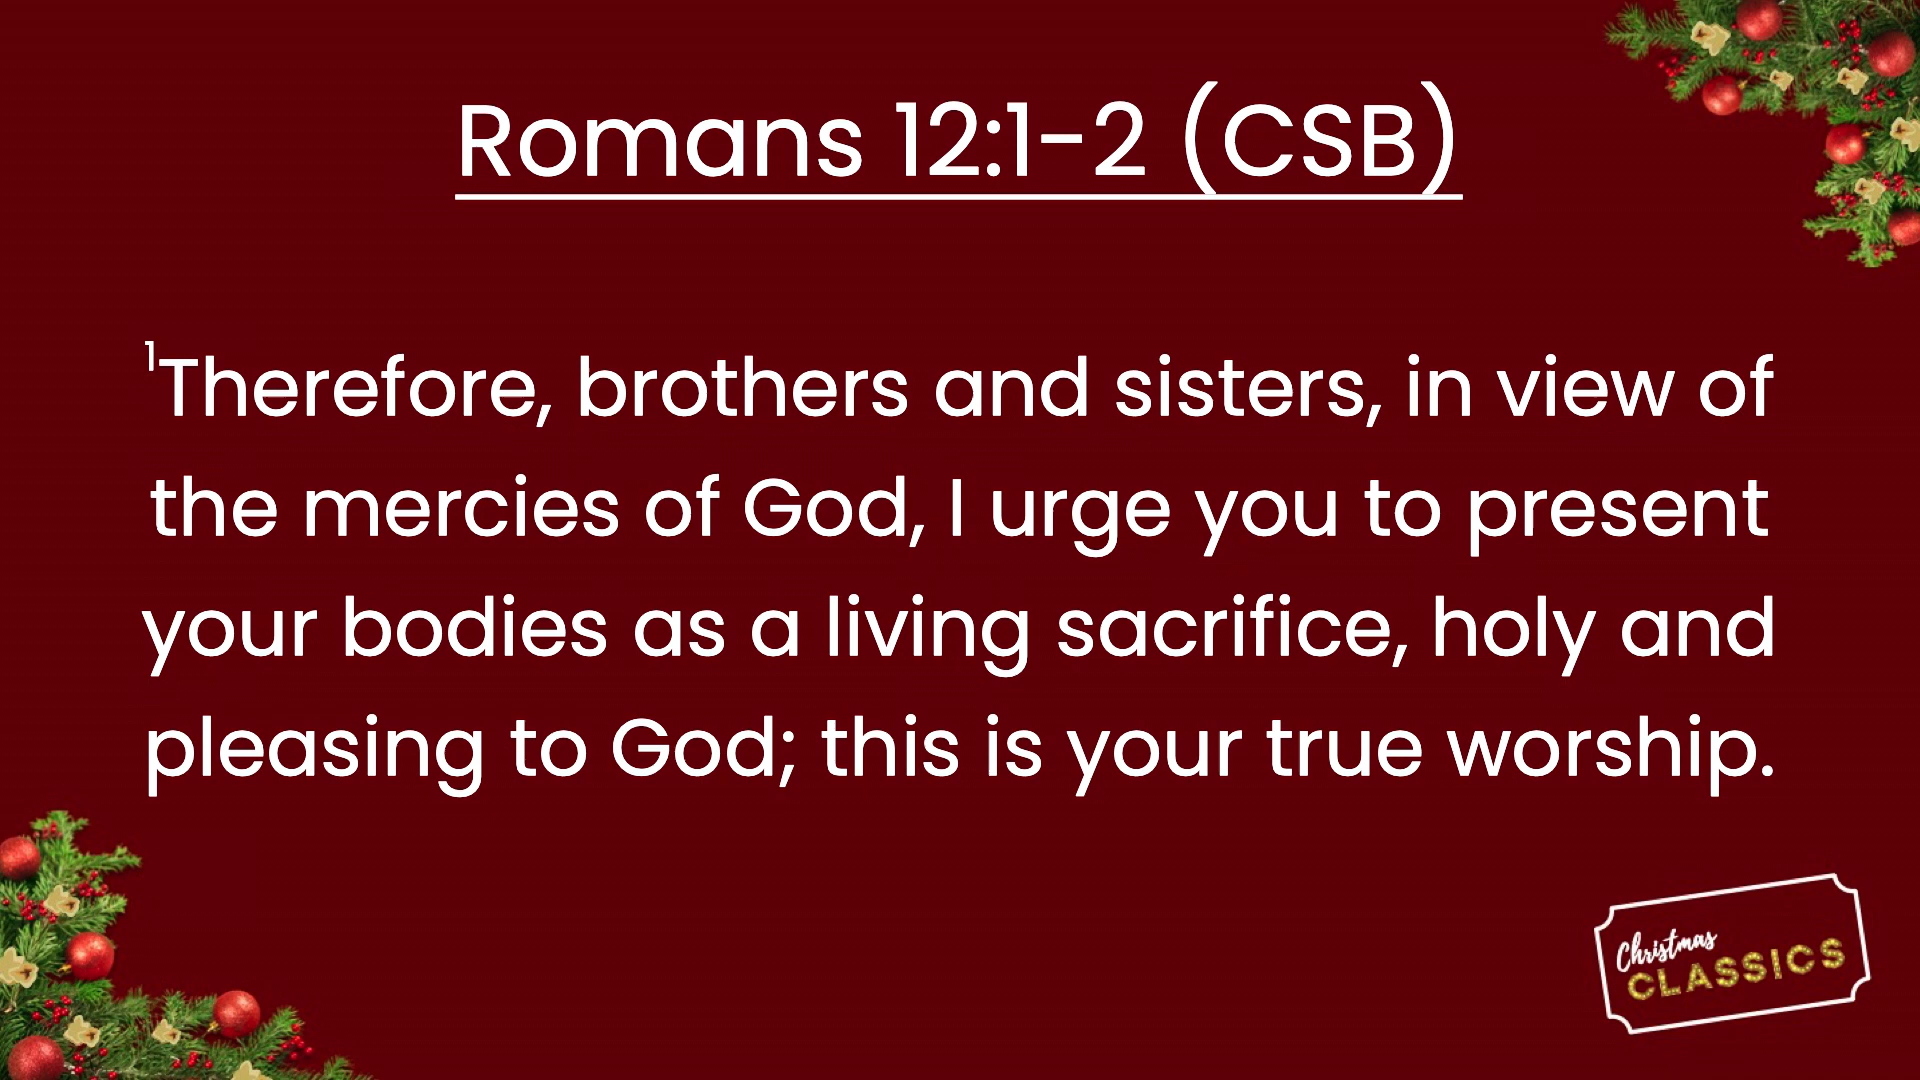 Romans 12:1-2 (CSB)
¹Therefore, brothers and sisters, in view of
the mercies of God, I urge you to present
your bodies as a living sacrifice, holy and
pleasing to God; this is your true worship.
Christmas
CLASSICS